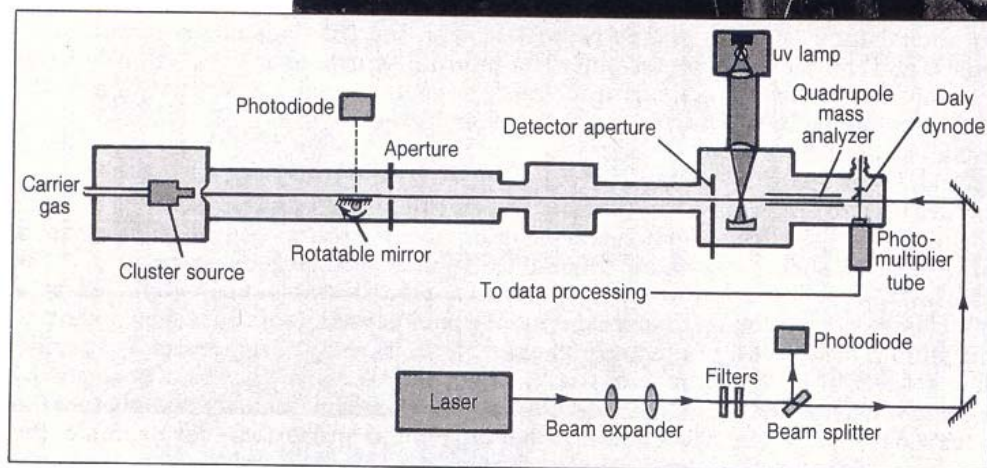 uv lamp
Photodiode
Quadrupole
mass
analyzer
Daly
dynode
Detector aperture
Aperture
Carrier
gas
Cluster source
Rotatable mirror
Photo-
multiplier
tube
To data processing
Photodiode
Laser
Filters
Beam expander
Beam splitter